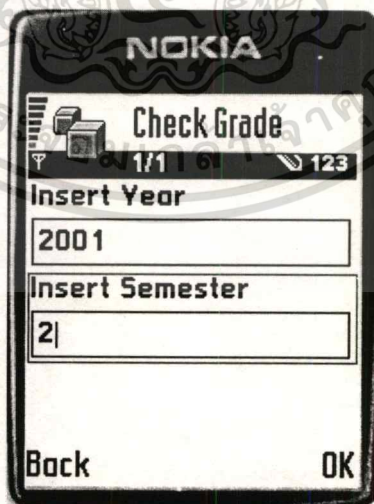 NOKIA
Check Grade
1/1 123
Insert Year
2001
Insert Semester
2
Back OK